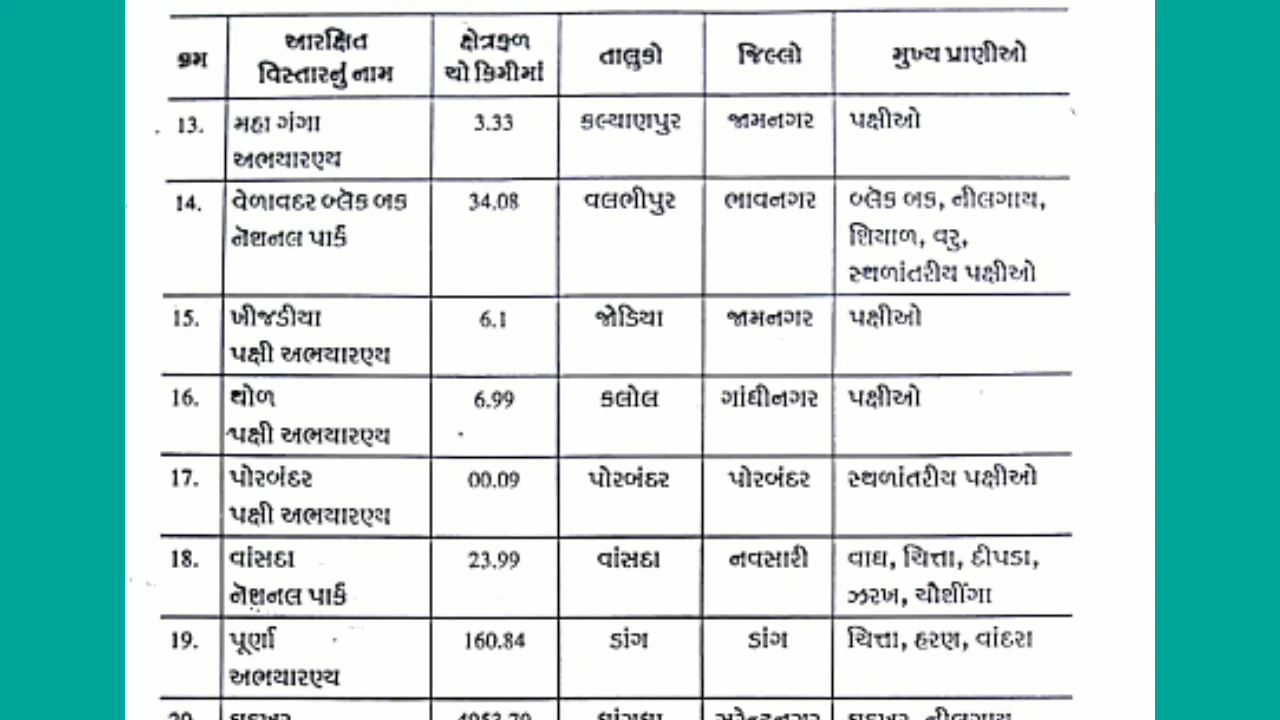 ક્રમ આરક્ષિત વિસ્તારનું નામ ક્ષેત્રફળ ચો કિમીમાં તાલુકો જિલ્લો મુખ્ય પ્રાણીઓ
13. મહા ગંગા 3.33 કલ્યાણપુર જામનગર પક્ષીઓ
અભયારણ્ય
14. વેળાવદર બ્લૅક બક 34.08 વલભીપુર ભાવનગર બ્લૅક બક, નીલગાય,
નૅશનલ પાર્ક શિયાળ, વરુ,
સ્થળાંતરીય પક્ષીઓ
15. ખીજડીયા 6.1 જોડિયા જામનગર પક્ષીઓ
પક્ષી અભયારણ્ય
16. થોળ 6.99 કલોલ ગાંધીનગર પક્ષીઓ
પક્ષી અભયારણ્ય
17. પોરબંદર 00.09 પોરબંદર પોરબંદર સ્થળાંતરીય પક્ષીઓ
પક્ષી અભયારણ્ય
18. વાંસદા 23.99 વાંસદા નવસારી વાઘ, ચિત્તા, દીપડા,
નૅશનલ પાર્ક ઝરખ, ચૌશીંગા
19. પૂર્ણા 160.84 ડાંગ ડાંગ ચિત્તા, હરણ, વાંદરા
અભયારણ્ય